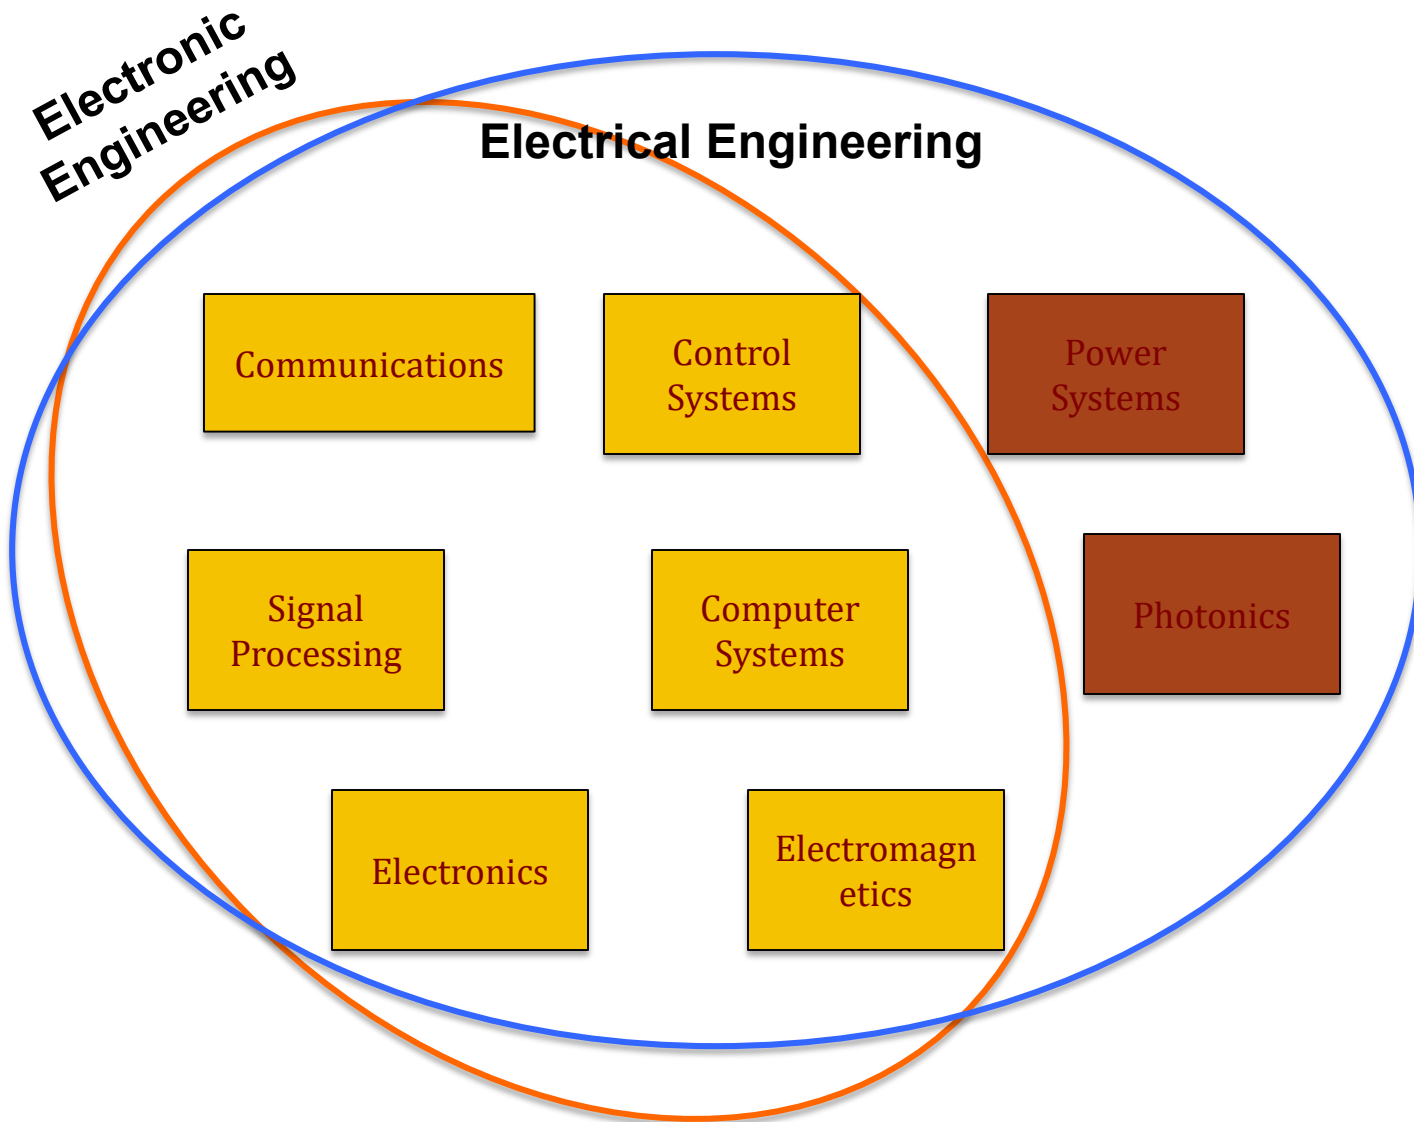 Electronic
Engineering
Electrical Engineering
Communications
Control
Systems
Power
Systems
Signal
Processing
Computer
Systems
Photonics
Electronics
Electromagn
etics